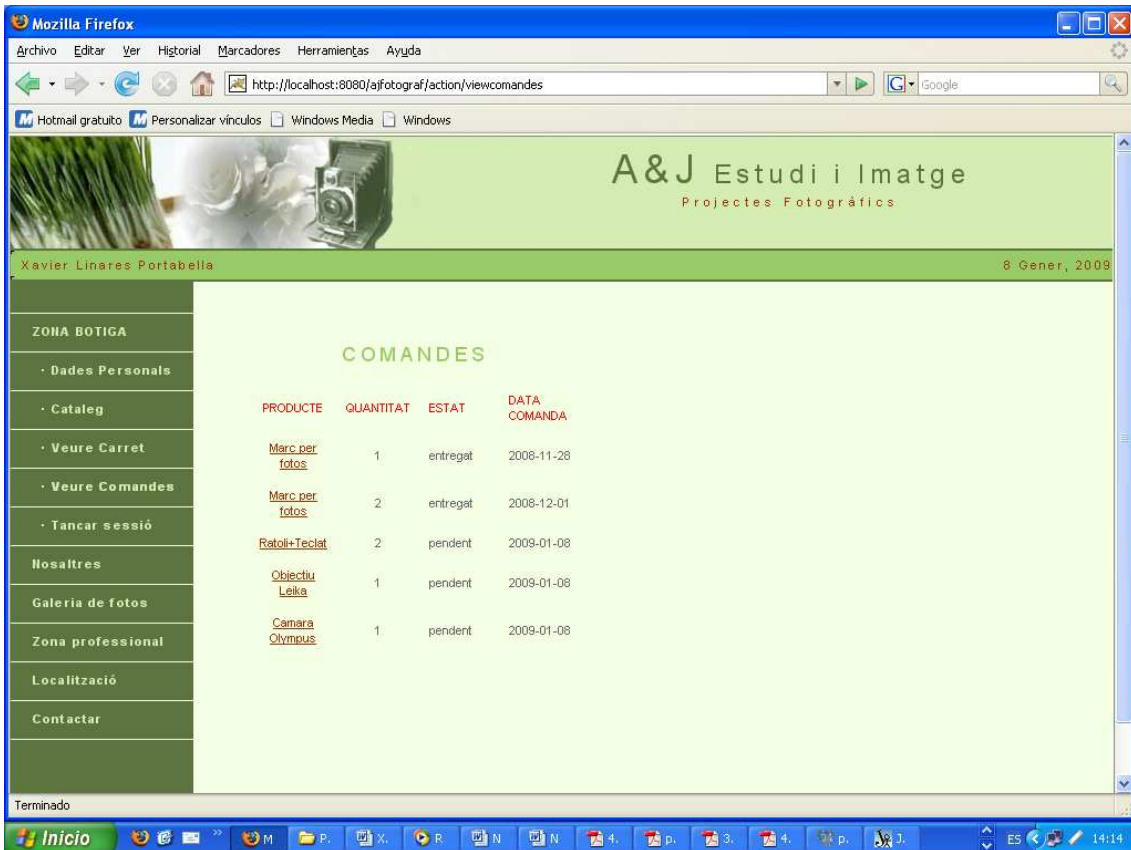 Mozilla Firefox
Archivo Editar Ver Historial Marcadores Herramientas Ayuda
http://localhost:8080/ajfotograf/action/viewcomandes
G Google
Hotmail gratuito Personalizar vínculos Windows Media Windows
A&J Estudi i Imatge
Projectes Fotográfics
Xavier Linares Portabella 8 Gener, 2009
ZONA BOTIGA
· Dades Personals
· Cataleg
· Veure Carret
· Veure Comandes
· Tancar sessió
Nosaltres
Galeria de fotos
Zona professional
Localització
Contactar
COMANDES
PRODUCTE QUANTITAT ESTAT DATA
COMANDA
Marc per
fotos 1 entregat 2008-11-28
Marc per
fotos 2 entregat 2008-12-01
Ratoli+Teclat 2 pendent 2009-01-08
Objectiu
Leika 1 pendent 2009-01-08
Camara
Olympus 1 pendent 2009-01-08
Terminado
Inicio » M P. X. R N N 4. p. 3. 4. p. J. ES 14:14